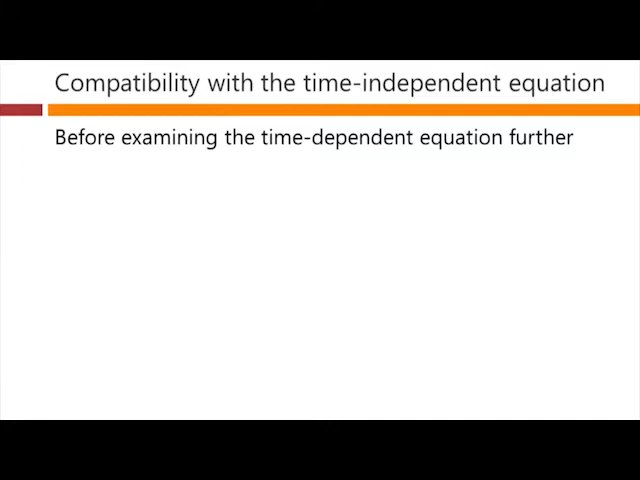 Compatibility with the time-independent equation
Before examining the time-dependent equation further